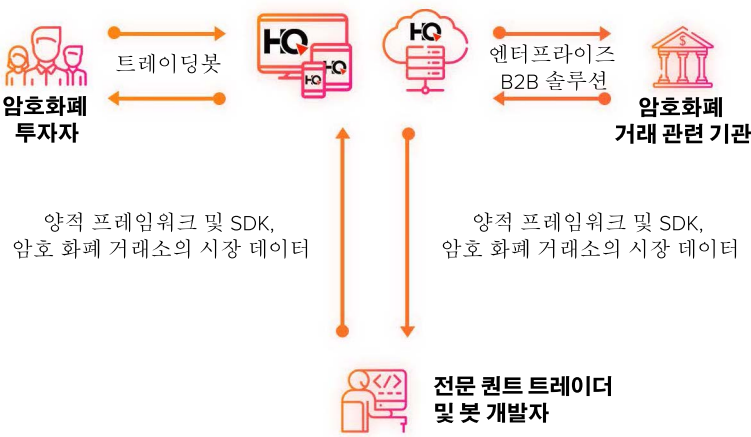 HQ
HQ
HQ
HQ
트레이딩봇
엔터프라이즈
B2B 솔루션
$
암호화폐
투자자
암호화폐
거래 관련 기관
양적 프레임워크 및 SDK,
암호 화폐 거래소의 시장 데이터
양적 프레임워크 및 SDK,
암호 화폐 거래소의 시장 데이터
</>
전문 퀀트 트레이더
및 봇 개발자